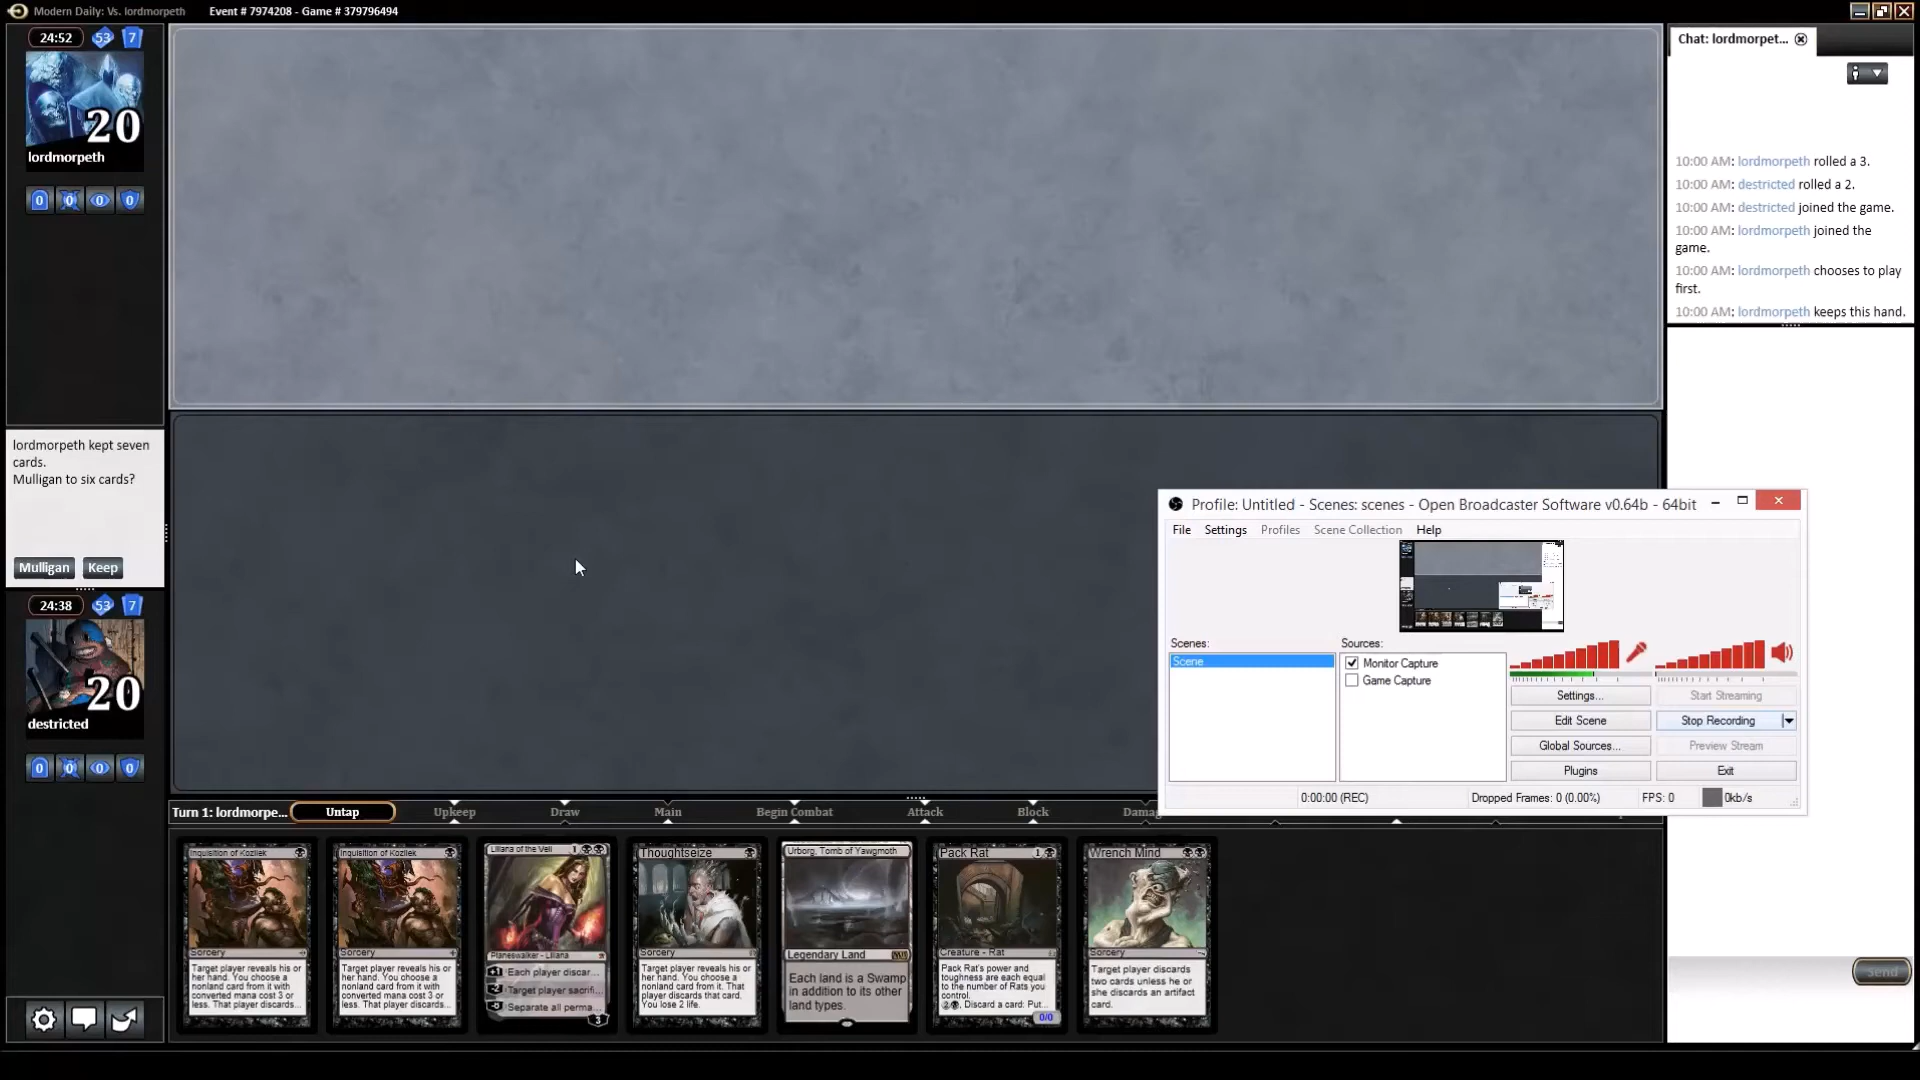 Modern Daily: Vs. lordmorpeth Event # 7974208 - Game # 379796494
24:52 53 7
20
lordmorpeth
0 0 0 0
lordmorpeth kept seven
cards.
Mulligan to six cards?
Mulligan Keep
24:38 53 7
20
destricted
0 0 0 0
Chat: lordmorpet...
10:00 AM: lordmorpeth rolled a 3.
10:00 AM: destricted rolled a 2.
10:00 AM: destricted joined the game.
10:00 AM: lordmorpeth joined the
game.
10:00 AM: lordmorpeth chooses to play
first.
10:00 AM: lordmorpeth keeps this hand.
Send
Profile: Untitled - Scenes: scenes - Open Broadcaster Software v0.64b - 64bit
File Settings Profiles Scene Collection Help
Scenes:
Scene
Sources:
Monitor Capture
Game Capture
Settings... Start Streaming
Edit Scene Stop Recording
Global Sources... Preview Stream
Plugins Exit
0:00:00 (REC) Dropped Frames: 0 (0.00%) FPS: 0 0kb/s
Turn 1: lordmorpe... Untap Upkeep Draw Main Begin Combat Attack Block Damag
Inquisition of Kozilek
Sorcery
Target player reveals his or
her hand. You choose a
nonland card from it with
converted mana cost 3 or
less. That player discards...
Inquisition of Kozilek
Sorcery
Target player reveals his or
her hand. You choose a
nonland card from it with
converted mana cost 3 or
less. That player discards...
Liliana of the Veil 1
Planeswalker - Liliana
+1 Each player discar...
-2 Target player sacrifi...
-6 Separate all perma...
3
Thoughtseize
Sorcery
Target player reveals his or
her hand. You choose a
nonland card from it. That
player discards that card.
You lose 2 life.
Urborg, Tomb of Yawgmoth
Legendary Land
Each land is a Swamp
in addition to its other
land types.
Pack Rat 1
Creature - Rat
Pack Rat's power and
toughness are each equal
to the number of Rats you
control.
2, Discard a card: Put...
0/0
Wrench Mind
Sorcery
Target player discards
two cards unless he or
she discards an artifact
card.